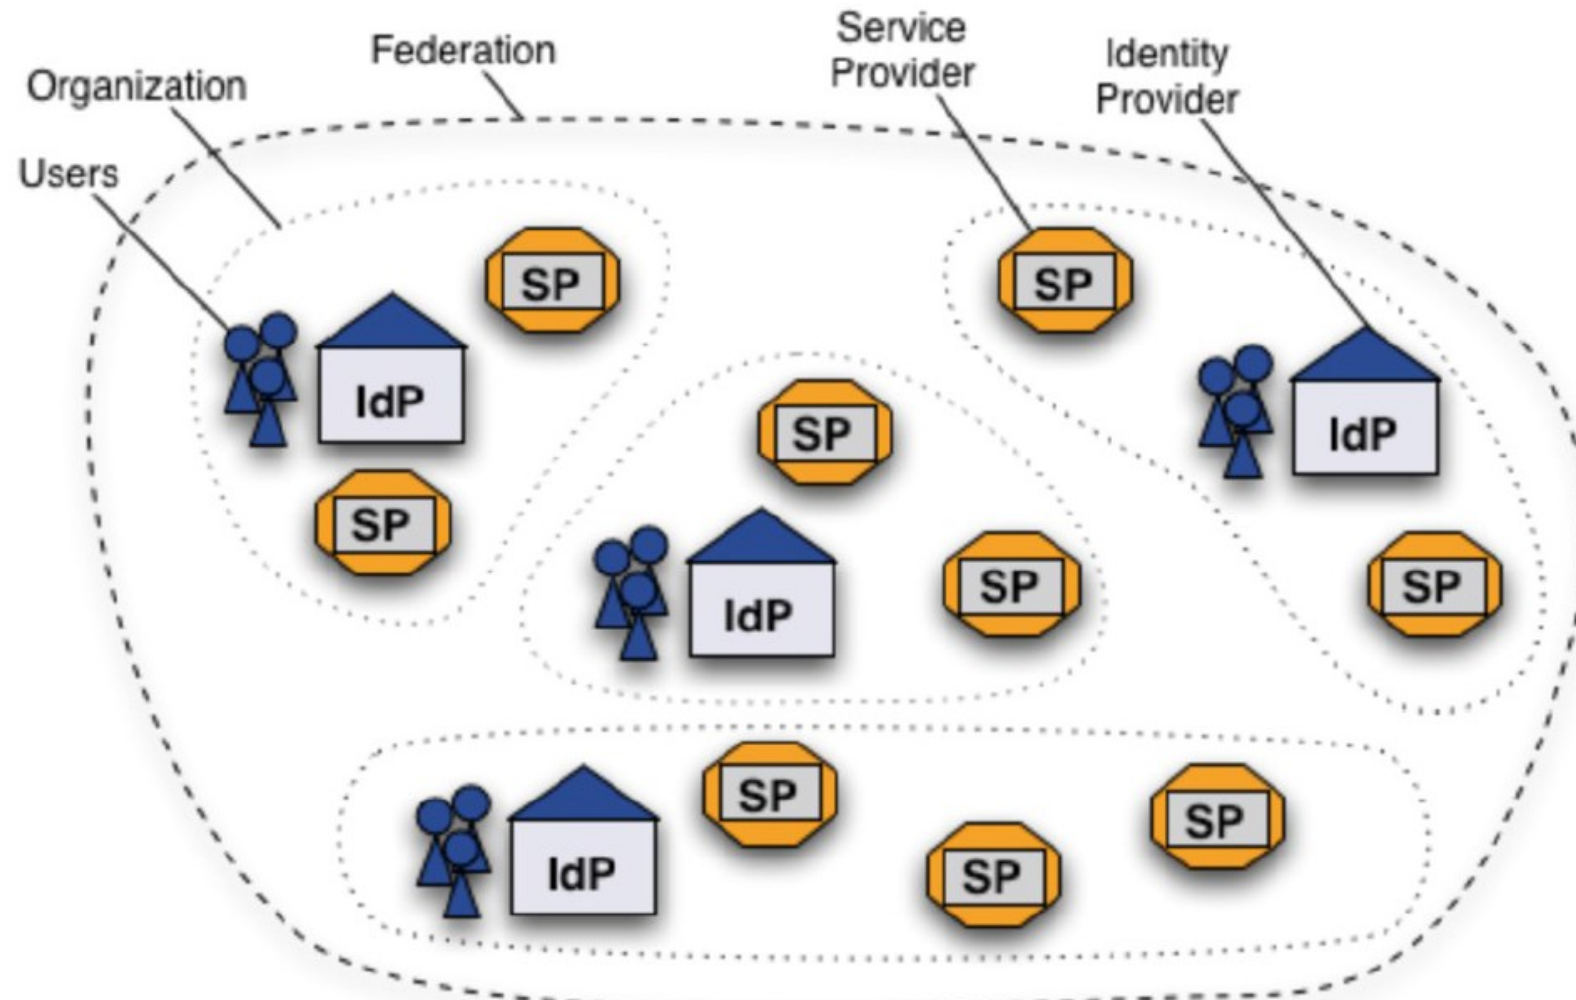 Federation
Service
Provider
Identity
Provider
Organization
Users
SP
SP
IdP
IdP
SP
SP
SP
SP
IdP
SP
SP
SP
IdP